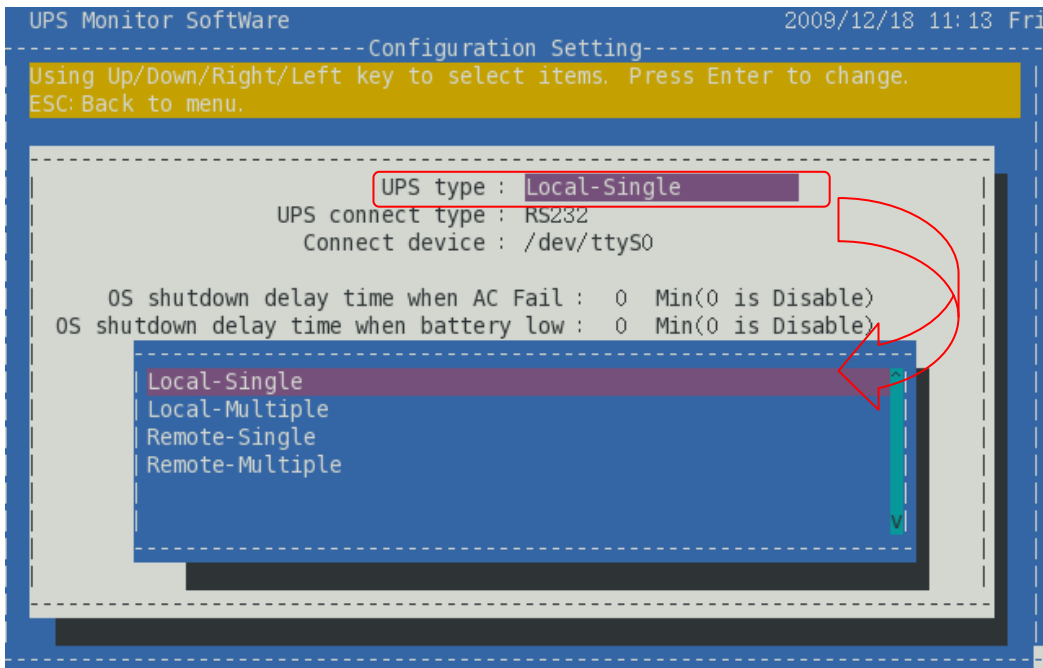 UPS Monitor SoftWare 2009/12/18 11:13 Fri
Configuration Setting
Using Up/Down/Right/Left key to select items. Press Enter to change.
ESC:Back to menu.
UPS type : Local-Single
UPS connect type : RS232
Connect device : /dev/ttyS0
OS shutdown delay time when AC Fail : 0 Min(0 is Disable)
OS shutdown delay time when battery low : 0 Min(0 is Disable)
Local-Single
Local-Multiple
Remote-Single
Remote-Multiple